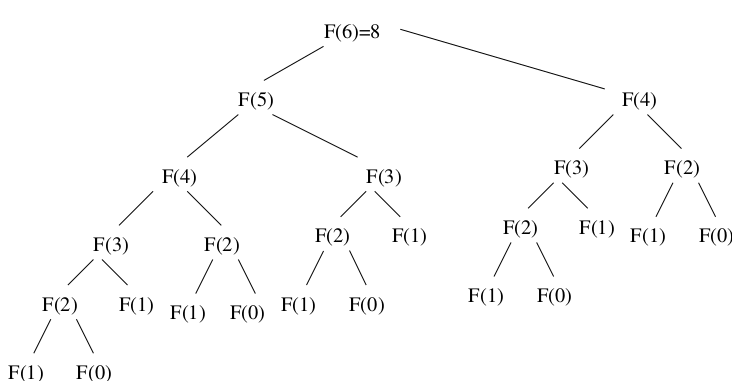 F(6)=8
F(5) F(4)
F(4) F(3) F(3) F(2)
F(3) F(2) F(2) F(1) F(2) F(1) F(1) F(0)
F(2) F(1) F(1) F(0) F(1) F(0) F(1) F(0)
F(1) F(0)